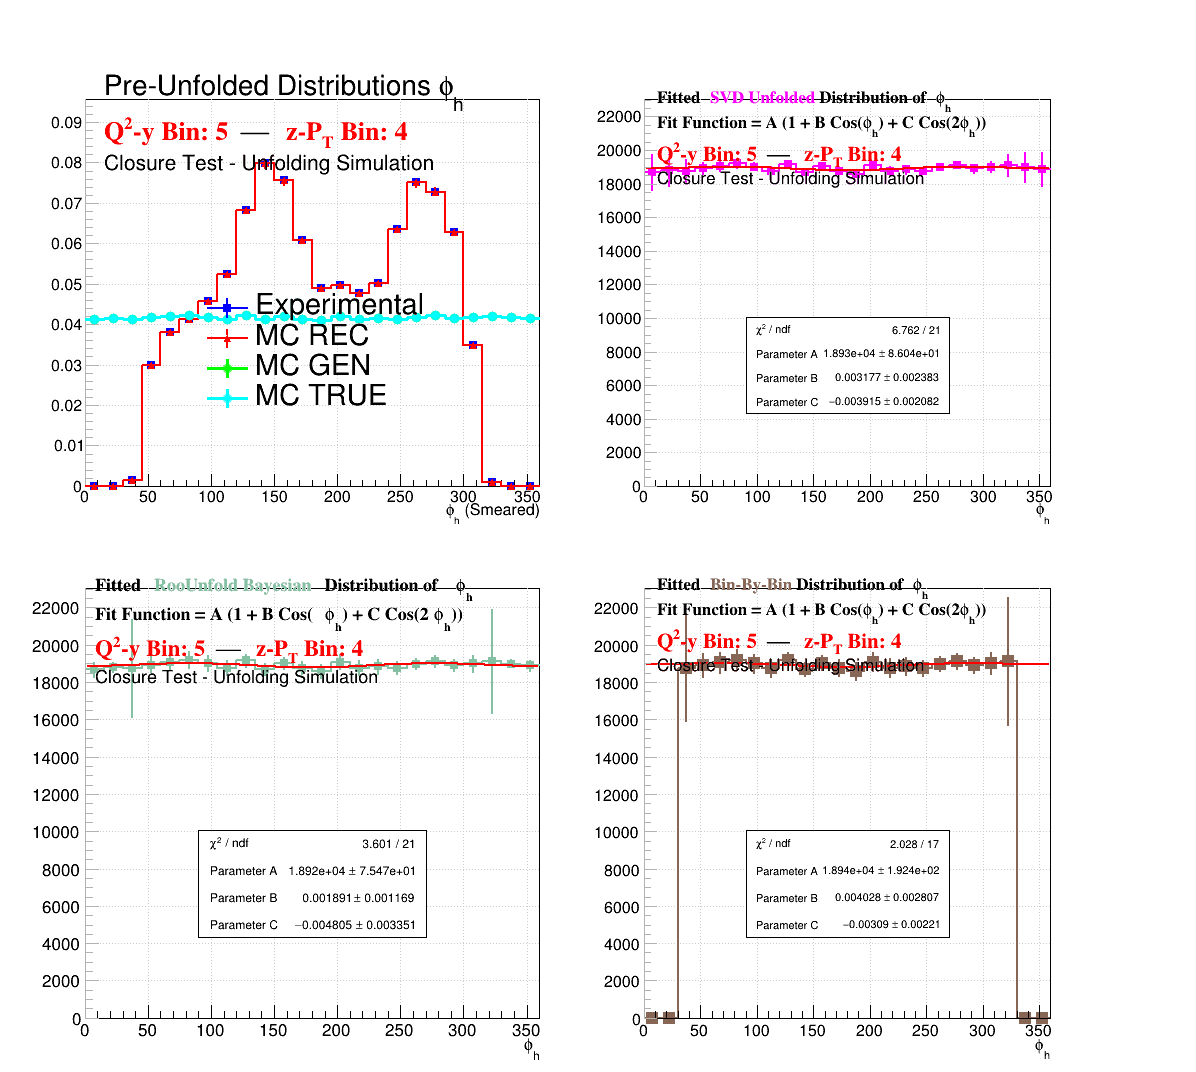 Pre-Unfolded Distributions ϕh
Q²-y Bin: 5 — z-PT Bin: 4
Closure Test - Unfolding Simulation
0.09
0.08
0.07
0.06
0.05
0.04
0.03
0.02
0.01
0
Experimental
MC REC
MC GEN
MC TRUE
0 50 100 150 200 250 300 350
ϕh (Smeared)
Fitted SVD Unfolded Distribution of ϕh
Fit Function = A (1 + B Cos(ϕh) + C Cos(2ϕh))
Q²-y Bin: 5 — z-PT Bin: 4
Closure Test - Unfolding Simulation
22000
20000
18000
16000
14000
12000
10000
8000
6000
4000
2000
0
χ² / ndf 6.762 / 21
Parameter A 1.893e+04 ± 8.604e+01
Parameter B 0.003177 ± 0.002383
Parameter C −0.003915 ± 0.002082
0 50 100 150 200 250 300 350
ϕh
Fitted RooUnfold Bayesian Distribution of ϕh
Fit Function = A (1 + B Cos( ϕh) + C Cos(2 ϕh))
Q²-y Bin: 5 — z-PT Bin: 4
Closure Test - Unfolding Simulation
22000
20000
18000
16000
14000
12000
10000
8000
6000
4000
2000
0
χ² / ndf 3.601 / 21
Parameter A 1.892e+04 ± 7.547e+01
Parameter B 0.001891 ± 0.001169
Parameter C −0.004805 ± 0.003351
0 50 100 150 200 250 300 350
ϕh
Fitted Bin-By-Bin Distribution of ϕh
Fit Function = A (1 + B Cos(ϕh) + C Cos(2ϕh))
Q²-y Bin: 5 — z-PT Bin: 4
Closure Test - Unfolding Simulation
22000
20000
18000
16000
14000
12000
10000
8000
6000
4000
2000
0
χ² / ndf 2.028 / 17
Parameter A 1.894e+04 ± 1.924e+02
Parameter B 0.004028 ± 0.002807
Parameter C −0.00309 ± 0.00221
0 50 100 150 200 250 300 350
ϕh